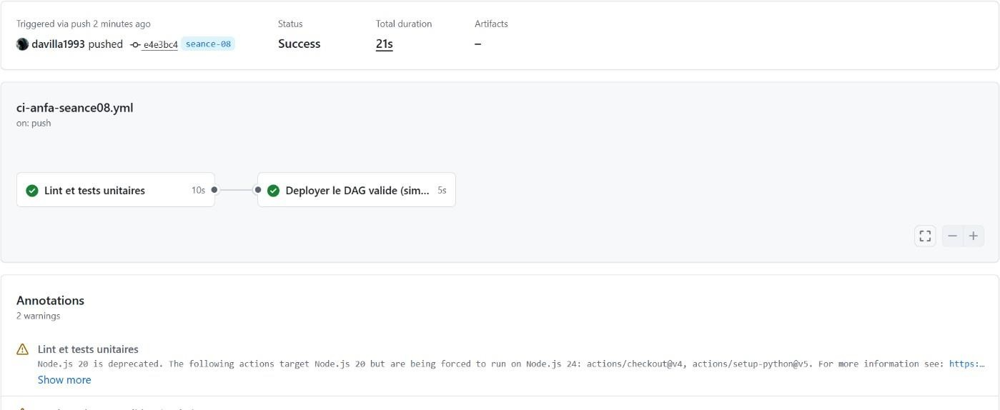 Triggered via push 2 minutes ago Status Total duration Artifacts
davilla1993 pushed e4e3bc4 seance-08 Success 21s –
ci-anfa-seance08.yml
on: push
Lint et tests unitaires 10s Deployer le DAG valide (sim... 5s
Annotations
2 warnings
Lint et tests unitaires
Node.js 20 is deprecated. The following actions target Node.js 20 but are being forced to run on Node.js 24: actions/checkout@v4, actions/setup-python@v5. For more information see: https:…
Show more